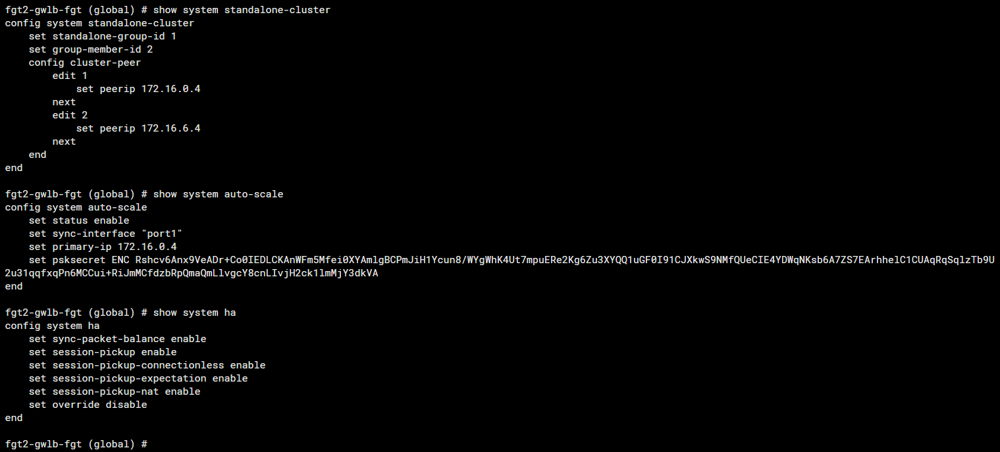 fgt2-gwlb-fgt (global) # show system standalone-cluster
config system standalone-cluster
    set standalone-group-id 1
    set group-member-id 2
    config cluster-peer
        edit 1
            set peerip 172.16.0.4
        next
        edit 2
            set peerip 172.16.6.4
        next
    end
end

fgt2-gwlb-fgt (global) # show system auto-scale
config system auto-scale
    set status enable
    set sync-interface "port1"
    set primary-ip 172.16.0.4
    set psksecret ENC Rshcv6Anx9VeADr+Co0IEDLCKAnWFm5Mfei0XYAmlgBCPmJiH1Ycun8/WYgWhK4Ut7mpuERe2Kg6Zu3XYQQ1uGF0I91CJXkwS9NMfQUeCIE4YDWqNKsb6A7ZS7EArhhelC1CUAqRqSqlzTb9U
2u31qqfxqPn6MCCui+RiJmMCfdzbRpQmaQmLlvgcY8cnLIvjH2ck1lmMjY3dkVA
end

fgt2-gwlb-fgt (global) # show system ha
config system ha
    set sync-packet-balance enable
    set session-pickup enable
    set session-pickup-connectionless enable
    set session-pickup-expectation enable
    set session-pickup-nat enable
    set override disable
end

fgt2-gwlb-fgt (global) #